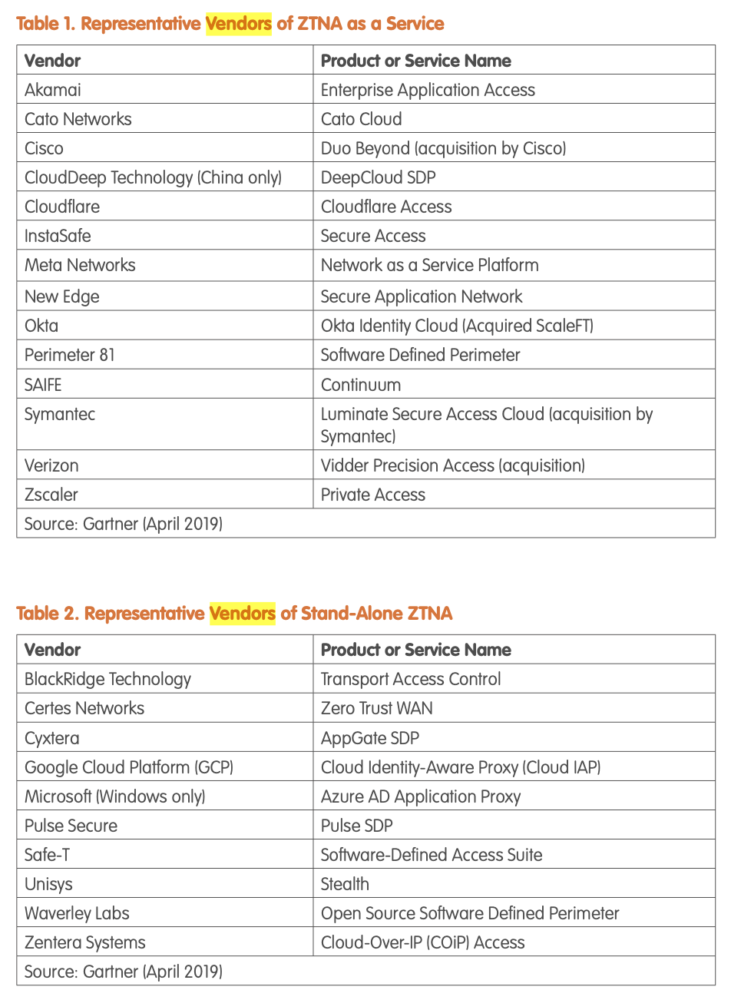 Table 1. Representative Vendors of ZTNA as a Service
Vendor Product or Service Name
Akamai Enterprise Application Access
Cato Networks Cato Cloud
Cisco Duo Beyond (acquisition by Cisco)
CloudDeep Technology (China only) DeepCloud SDP
Cloudflare Cloudflare Access
InstaSafe Secure Access
Meta Networks Network as a Service Platform
New Edge Secure Application Network
Okta Okta Identity Cloud (Acquired ScaleFT)
Perimeter 81 Software Defined Perimeter
SAIFE Continuum
Symantec Luminate Secure Access Cloud (acquisition by
Symantec)
Verizon Vidder Precision Access (acquisition)
Zscaler Private Access
Source: Gartner (April 2019)
Table 2. Representative Vendors of Stand-Alone ZTNA
Vendor Product or Service Name
BlackRidge Technology Transport Access Control
Certes Networks Zero Trust WAN
Cyxtera AppGate SDP
Google Cloud Platform (GCP) Cloud Identity-Aware Proxy (Cloud IAP)
Microsoft (Windows only) Azure AD Application Proxy
Pulse Secure Pulse SDP
Safe-T Software-Defined Access Suite
Unisys Stealth
Waverley Labs Open Source Software Defined Perimeter
Zentera Systems Cloud-Over-IP (COiP) Access
Source: Gartner (April 2019)